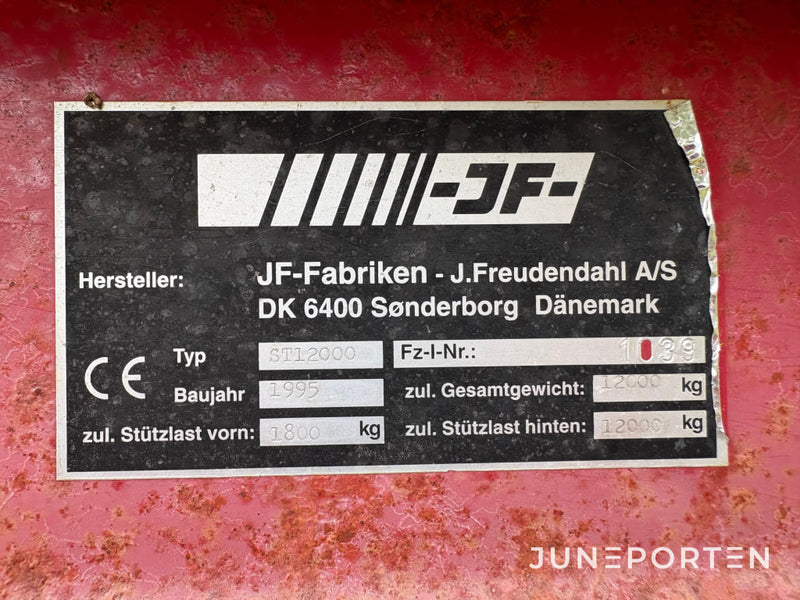 -JF-
Hersteller: JF-Fabriken - J.Freudendahl A/S
DK 6400 Sønderborg Dänemark
CE
Typ ST12000 Fz-I-Nr.: 1039
Baujahr 1995 zul. Gesamtgewicht: 12000 kg
zul. Stützlast vorn: 1800 kg zul. Stützlast hinten: 12000 kg
JUNEPORTEN